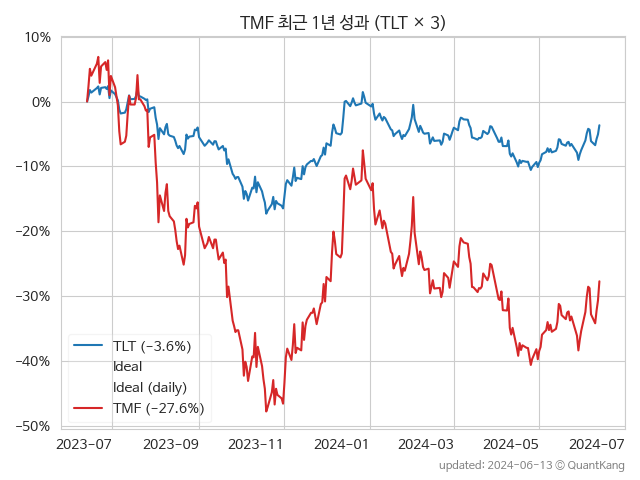 TMF 최근 1년 성과 (TLT × 3)
10%
0%
−10%
−20%
−30%
−40%
−50%
TLT (−3.6%)
Ideal
Ideal (daily)
TMF (−27.6%)
2023−07 2023−09 2023−11 2024−01 2024−03 2024−05 2024−07
updated: 2024-06-13 © QuantKang